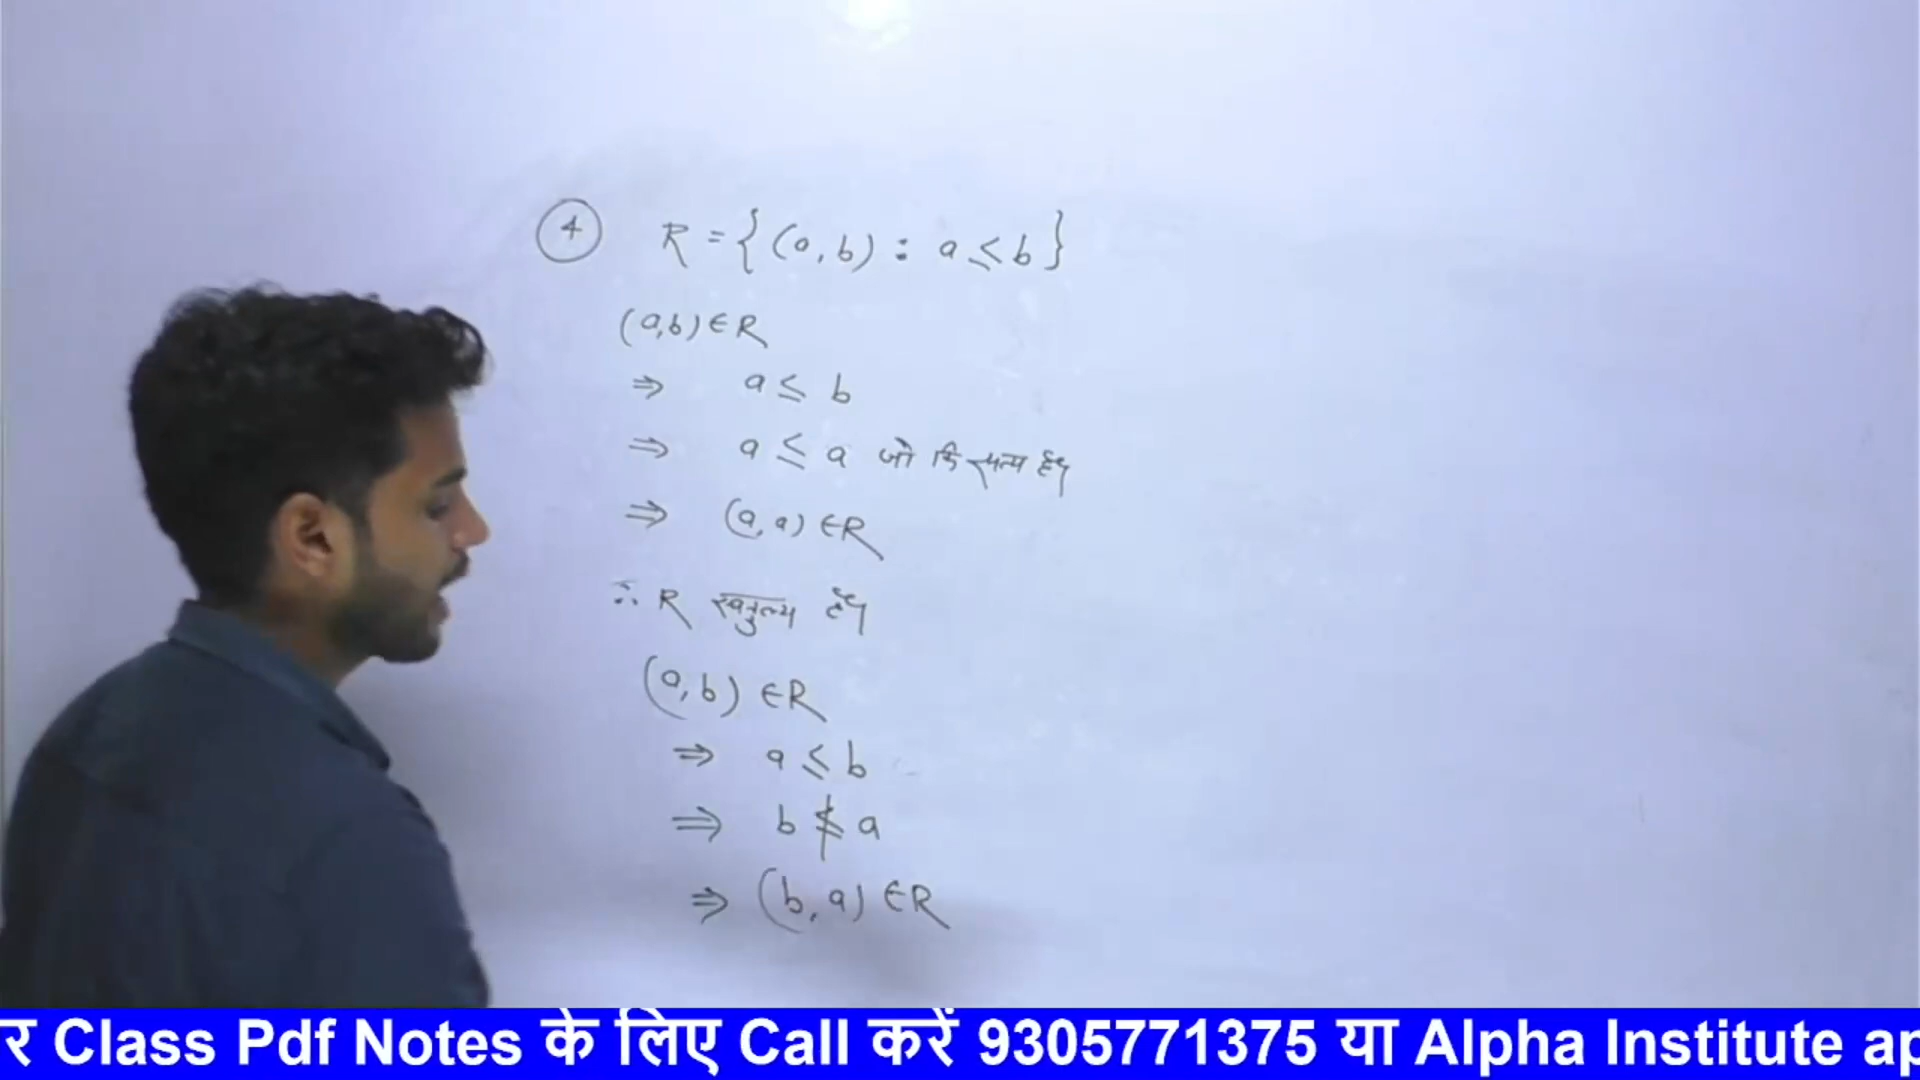 4 R = {(a, b) : a ≤ b}
(a,b) ∈ R
⇒ a ≤ b
⇒ a ≤ a जो कि सत्य है।
⇒ (a, a) ∈ R
∴ R स्वतुल्य है।
(a, b) ∈ R
⇒ a ≤ b
⇒ b ≰ a
⇒ (b, a) ∈ R
र Class Pdf Notes के लिए Call करें 9305771375 या Alpha Institute ap